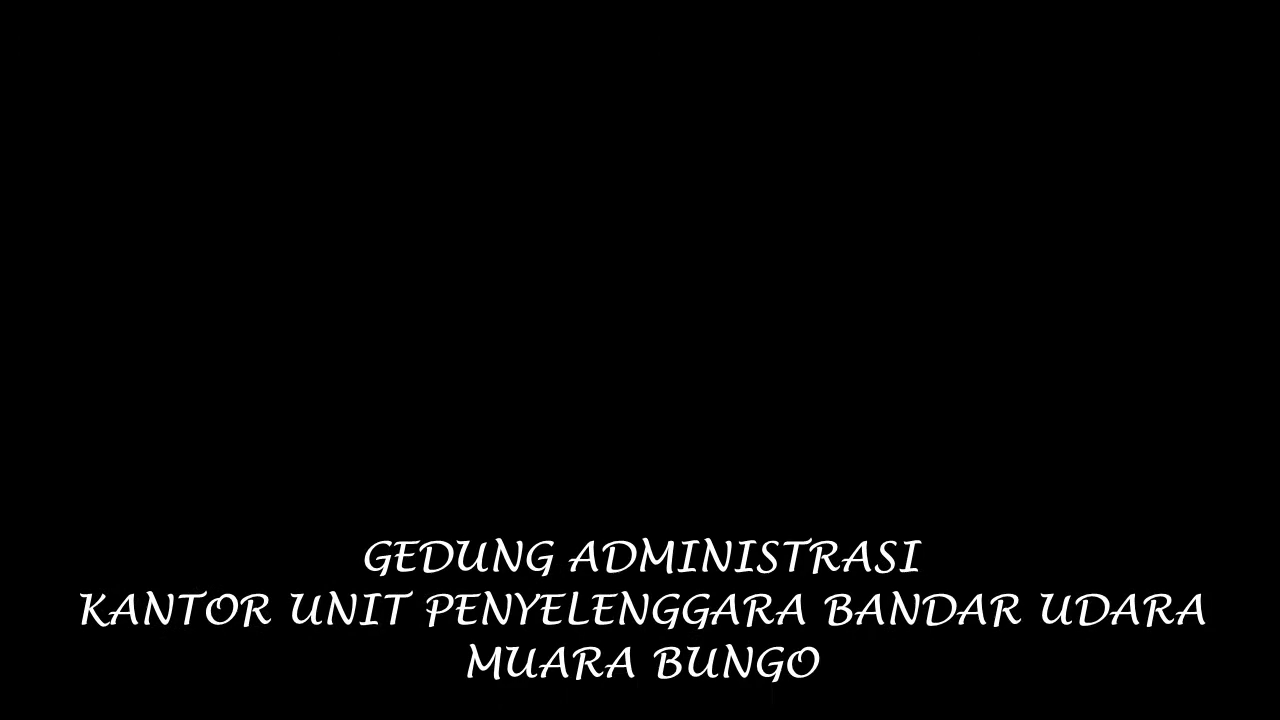 GEDUNG ADMINISTRASI
KANTOR UNIT PENYELENGGARA BANDAR UDARA
MUARA BUNGO